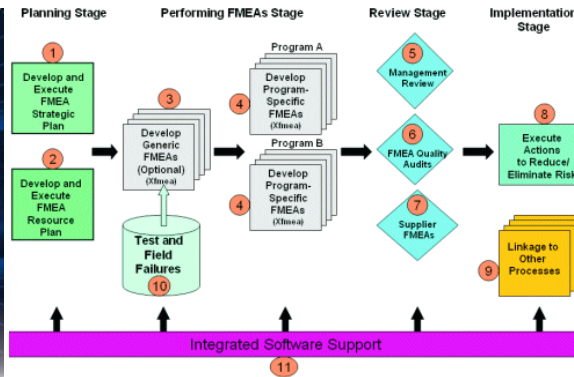 Planning Stage
Performing FMEAs Stage
Review Stage
Implementation
Stage
1
Develop and
Execute
FMEA
Strategic
Plan
2
Develop and
Execute
FMEA
Resource
Plan
3
Develop
Generic
FMEAs
(Optional)
(Xfmea)
Test and
Field
Failures
10
Program A
4
Develop
Program-
Specific
FMEAs
(Xfmea)
Program B
4
Develop
Program-
Specific
FMEAs
(Xfmea)
5
Management
Review
6
FMEA Quality
Audits
7
Supplier
FMEAs
8
Execute
Actions
to Reduce/
Eliminate Risk
9
Linkage to
Other
Processes
Integrated Software Support
11